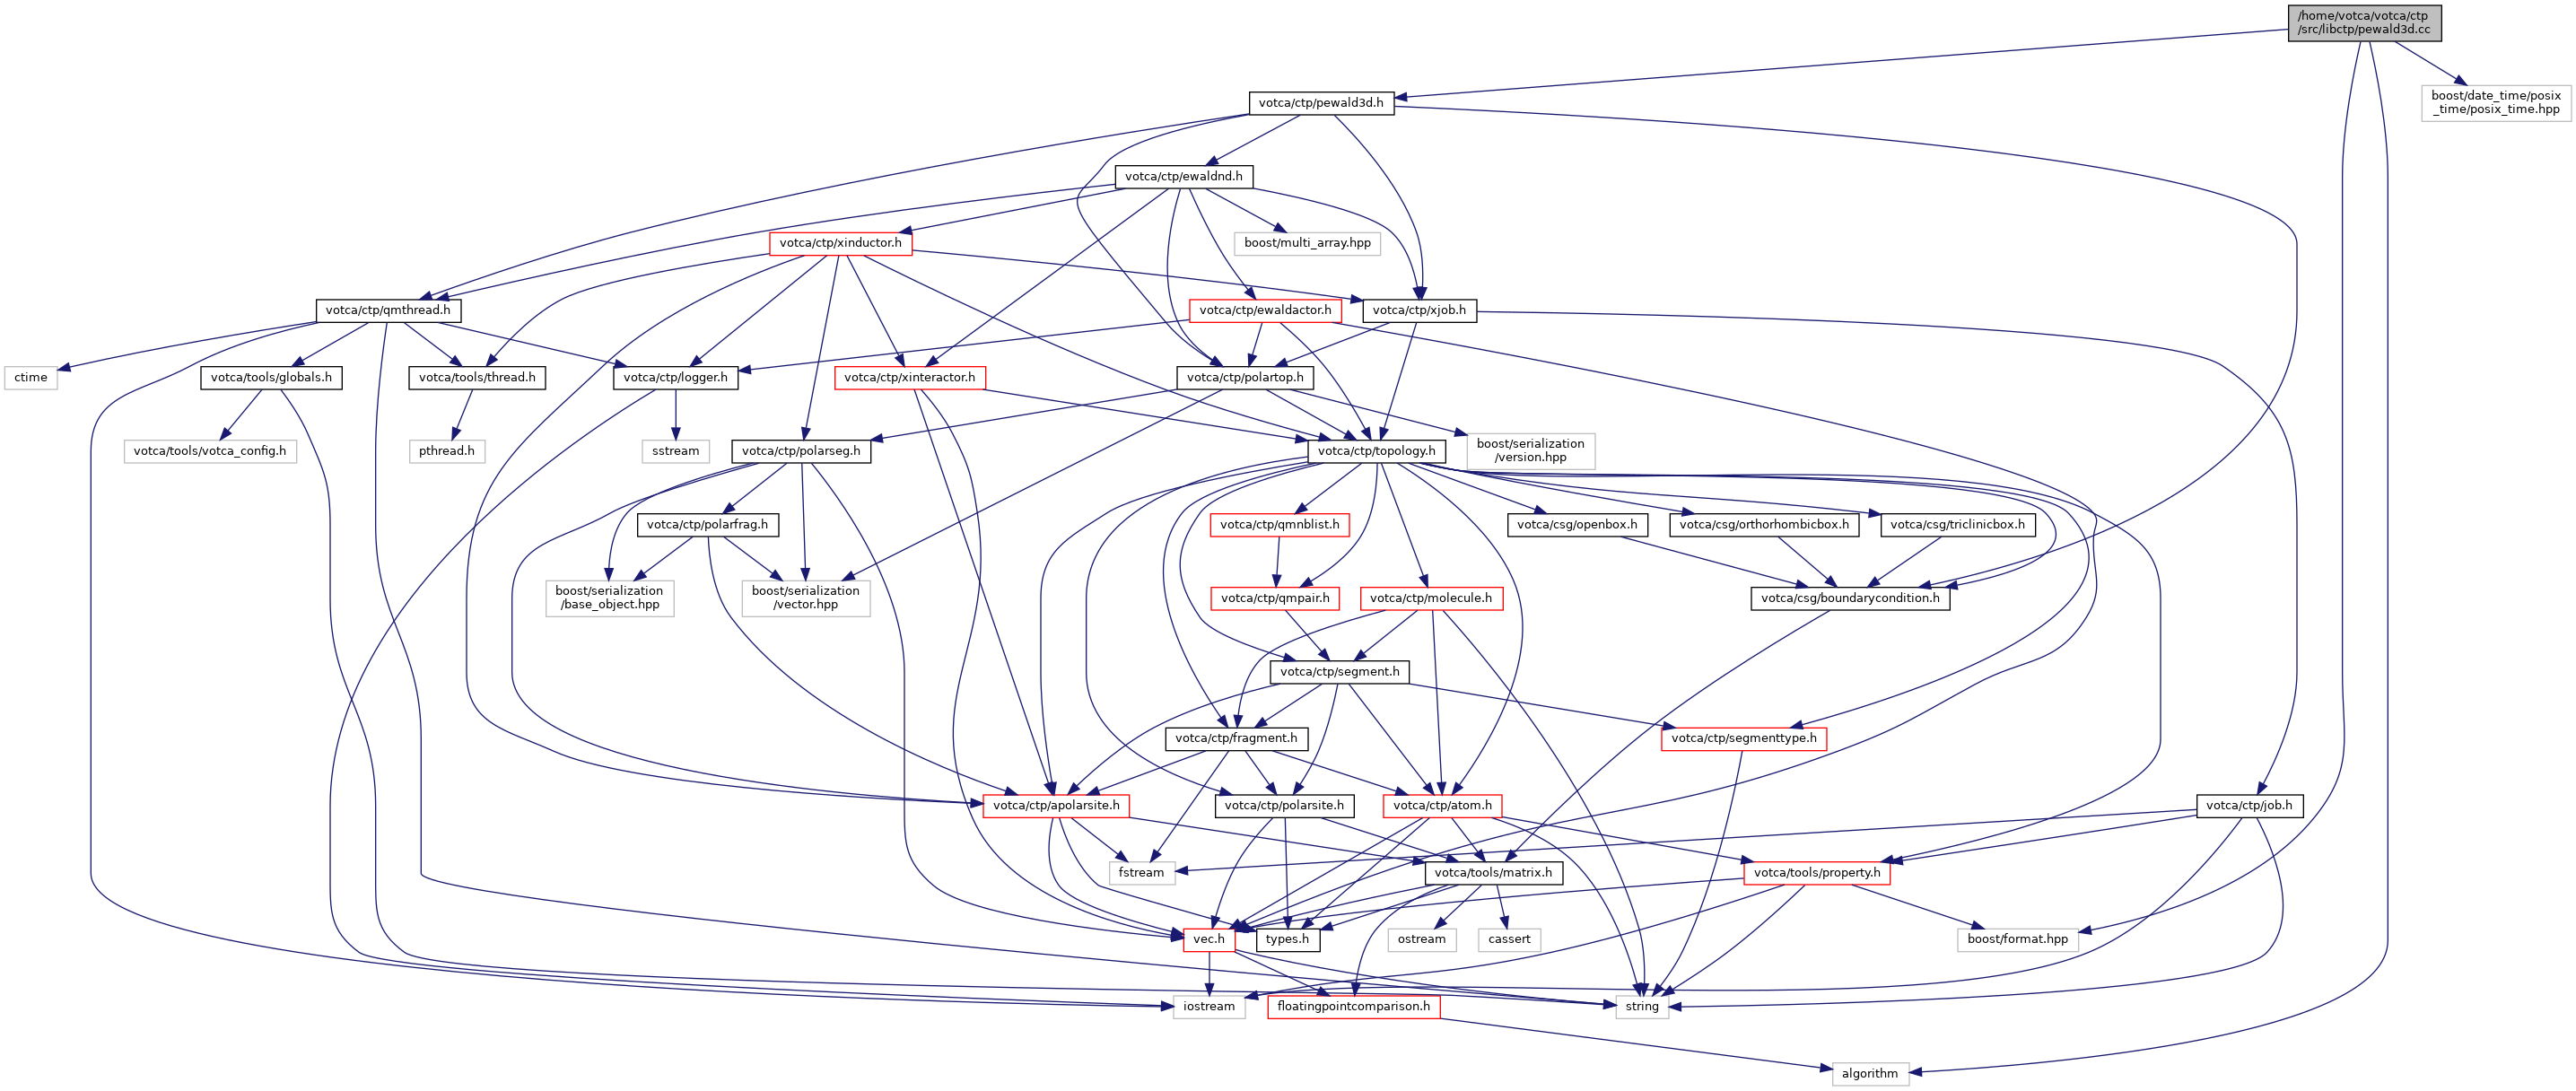 /home/votca/votca/ctp
/src/libctp/pewald3d.cc
votca/ctp/pewald3d.h
boost/date_time/posix
_time/posix_time.hpp
votca/ctp/ewaldnd.h
votca/ctp/xinductor.h
boost/multi_array.hpp
votca/ctp/qmthread.h
votca/ctp/ewaldactor.h
votca/ctp/xjob.h
ctime
votca/tools/globals.h
votca/tools/thread.h
votca/ctp/logger.h
votca/ctp/xinteractor.h
votca/ctp/polartop.h
votca/tools/votca_config.h
pthread.h
sstream
votca/ctp/polarseg.h
votca/ctp/topology.h
boost/serialization
/version.hpp
votca/ctp/polarfrag.h
votca/ctp/qmnblist.h
votca/csg/openbox.h
votca/csg/orthorhombicbox.h
votca/csg/triclinicbox.h
boost/serialization
/base_object.hpp
boost/serialization
/vector.hpp
votca/ctp/qmpair.h
votca/ctp/molecule.h
votca/csg/boundarycondition.h
votca/ctp/segment.h
votca/ctp/fragment.h
votca/ctp/segmenttype.h
votca/ctp/apolarsite.h
votca/ctp/polarsite.h
votca/ctp/atom.h
votca/ctp/job.h
fstream
votca/tools/matrix.h
votca/tools/property.h
vec.h
types.h
ostream
cassert
boost/format.hpp
iostream
floatingpointcomparison.h
string
algorithm